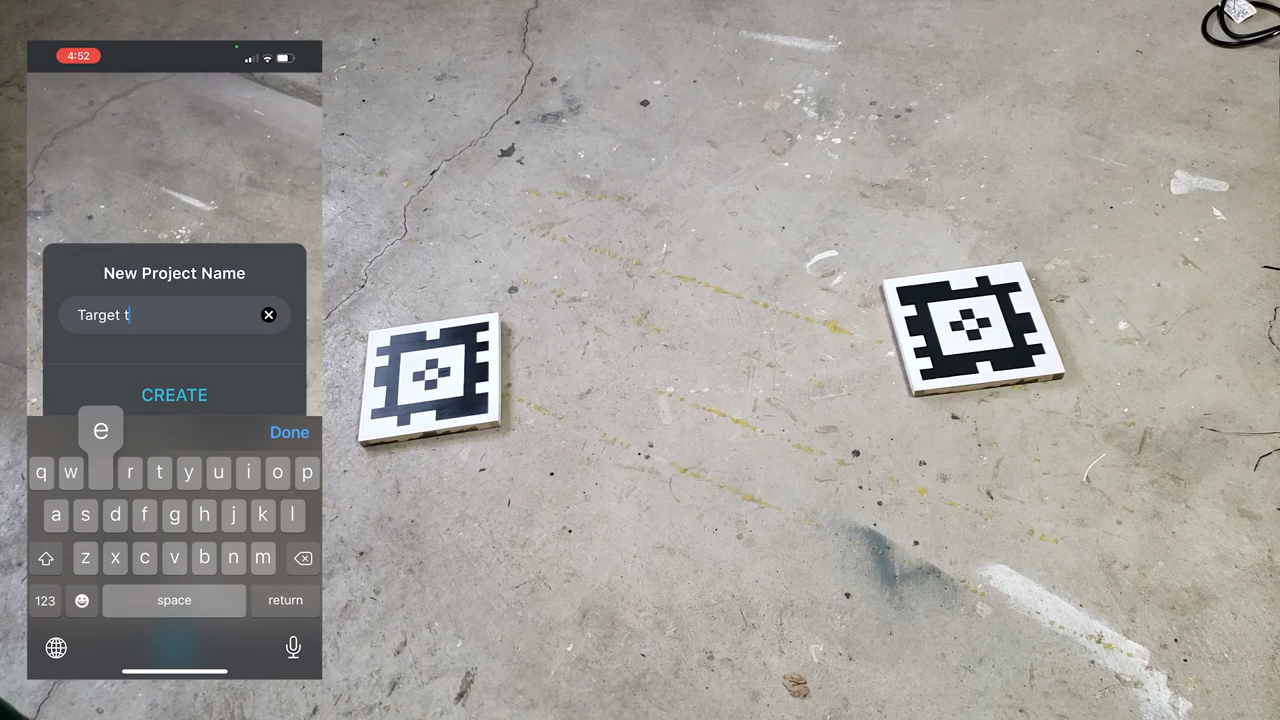 4:52
New Project Name
Target t
CREATE
e
Done
q w r t y u i o p
a s d f g h j k l
z x c v b n m
123 space return